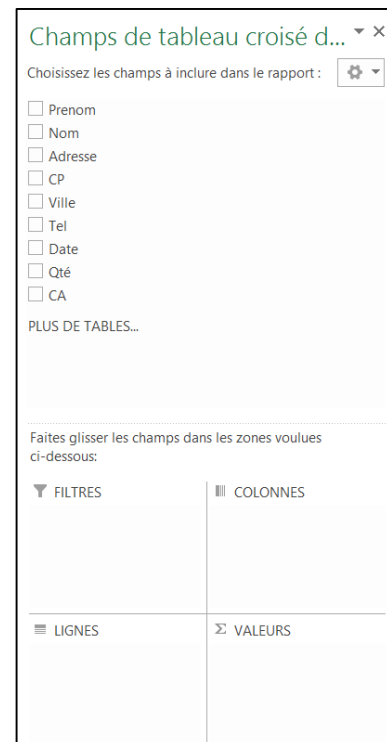 Champs de tableau croisé d...
Choisissez les champs à inclure dans le rapport :
Prenom
Nom
Adresse
CP
Ville
Tel
Date
Qté
CA
PLUS DE TABLES...
Faites glisser les champs dans les zones voulues
ci-dessous:
FILTRES
COLONNES
LIGNES
Σ VALEURS